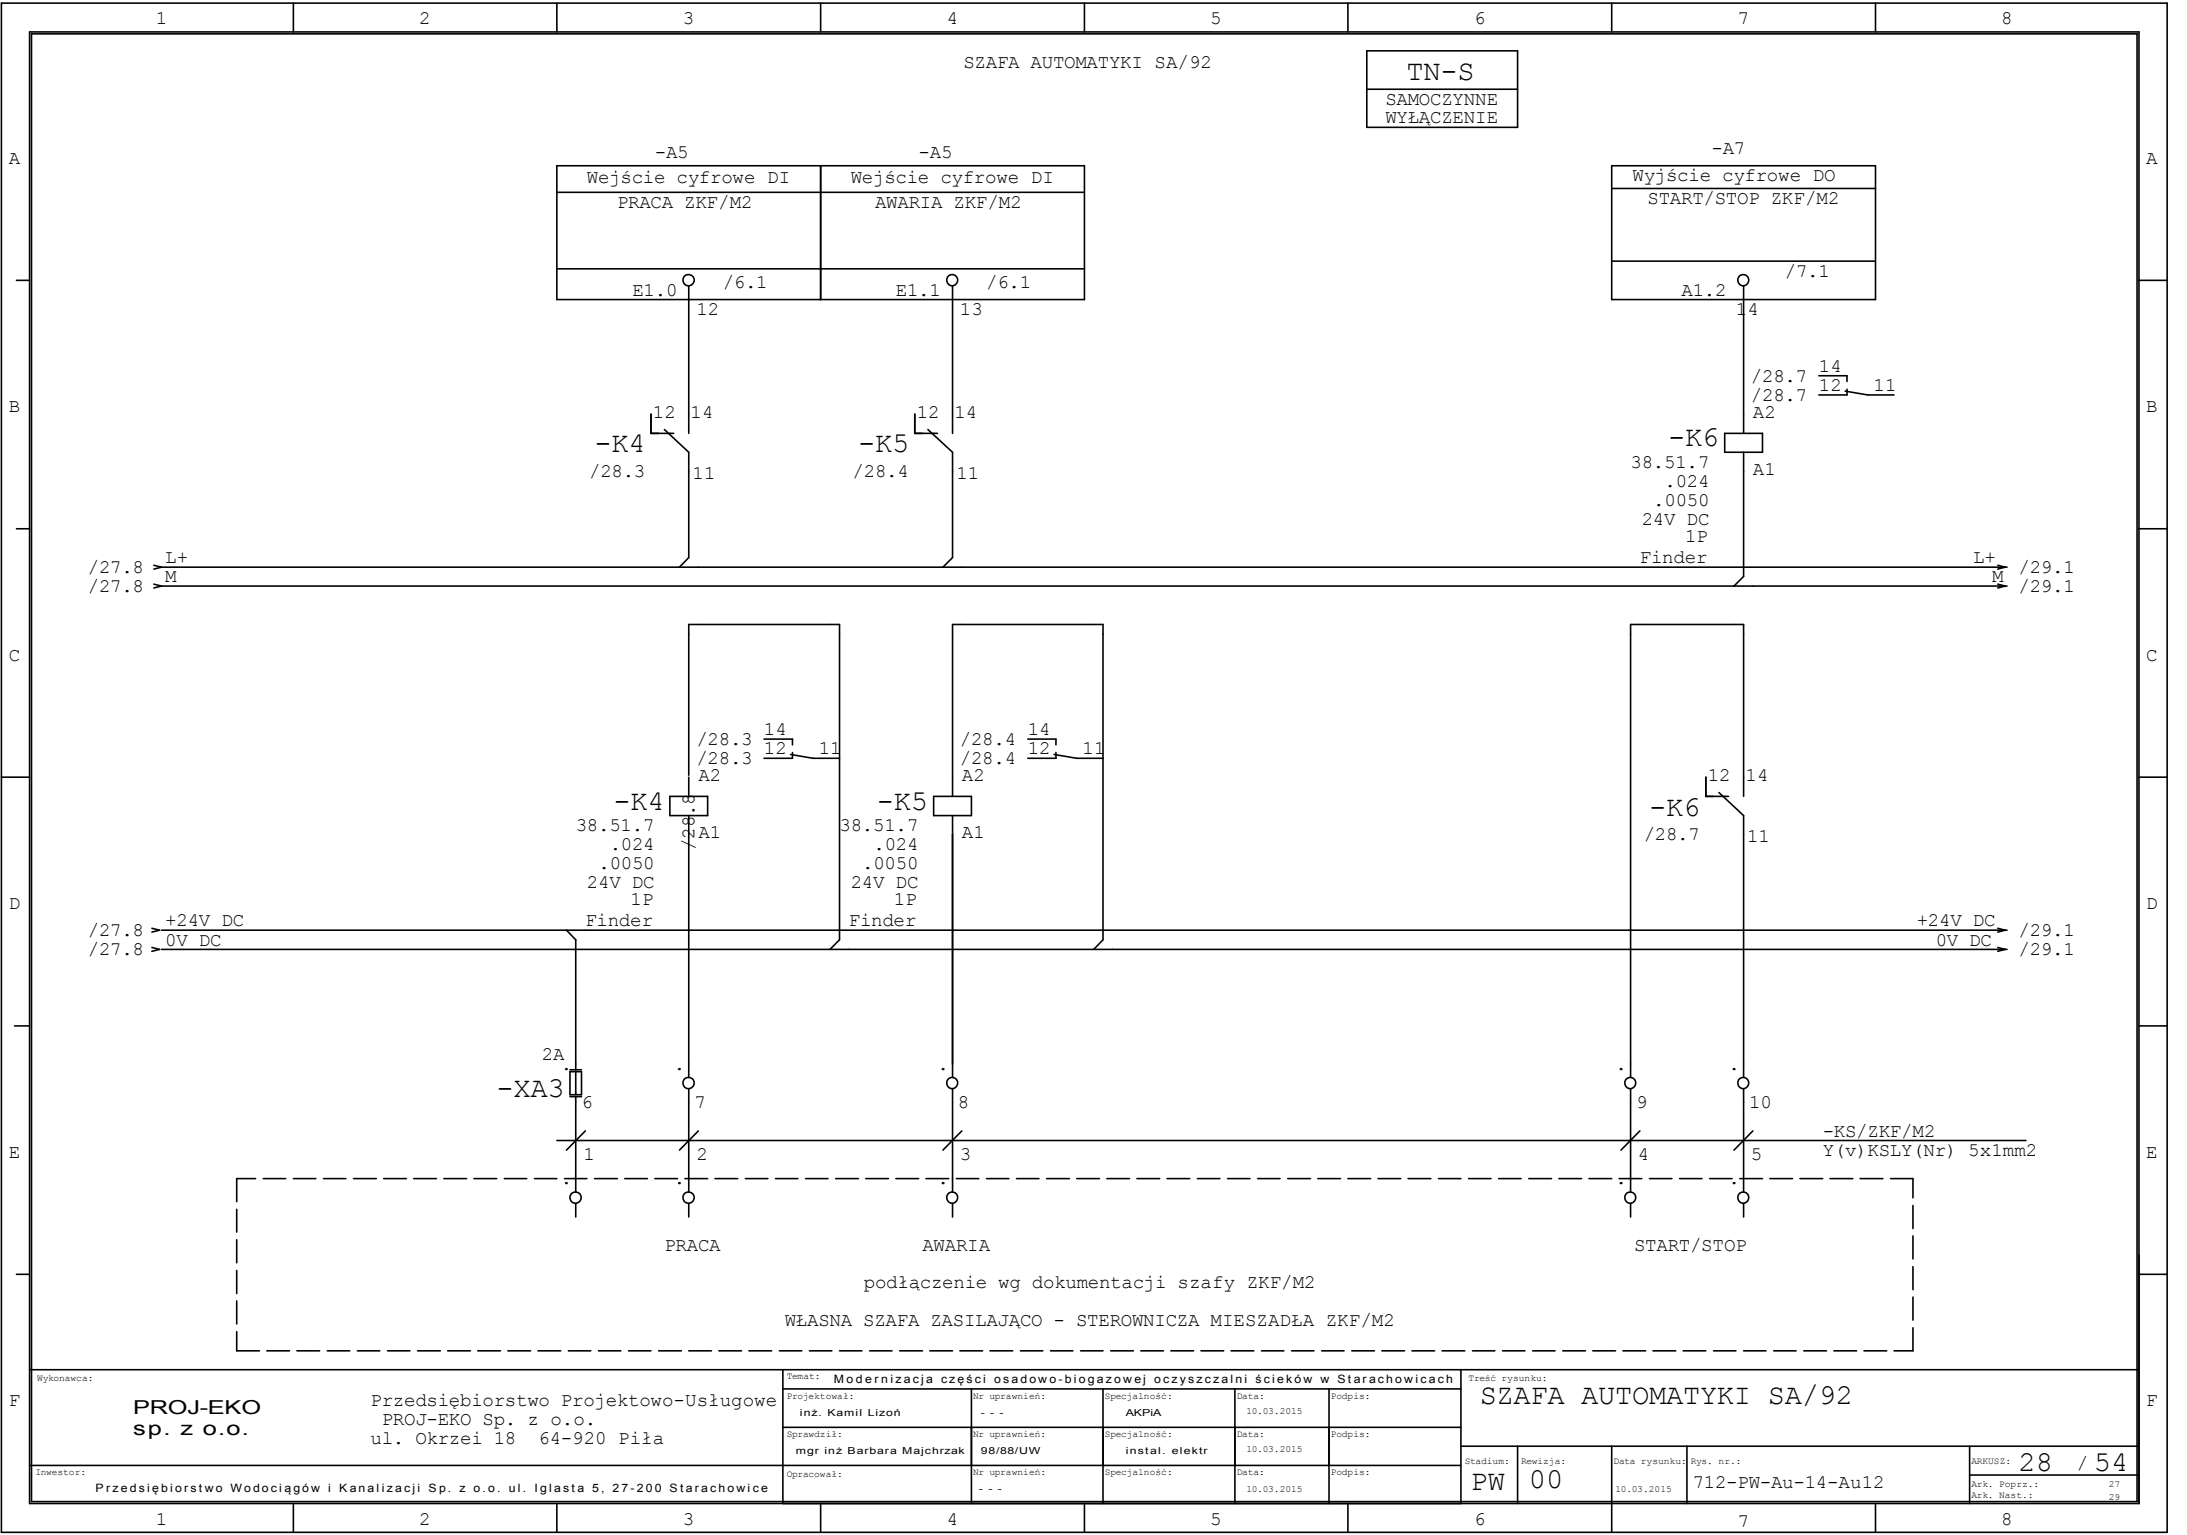 1 2 3 4 5 6 7 8
SZAFA AUTOMATYKI SA/92
TN-S
SAMOCZYNNE
WYŁĄCZENIE
A A
-A5 -A5 -A7
Wejście cyfrowe DI Wejście cyfrowe DI Wyjście cyfrowe DO
PRACA ZKF/M2 AWARIA ZKF/M2 START/STOP ZKF/M2
E1.0 /6.1 E1.1 /6.1 A1.2 /7.1
12 13 14
/28.7 14
/28.7 12 11
B B
12 14 12 14 A2
-K4 -K5 -K6
/28.3 11 /28.4 11 38.51.7 A1
.024
.0050
24V DC
1P
Finder
/27.8 L+ L+ /29.1
/27.8 M M /29.1
C C
/28.3 14 /28.4 14
/28.3 12 11 /28.4 12 11
A2 A2 12 14
-K4 /28.8 -K5 -K6
38.51.7 A1 38.51.7 A1 /28.7 11
.024 .024
.0050 .0050
24V DC 24V DC
1P 1P
Finder Finder
D D
/27.8 +24V DC +24V DC /29.1
/27.8 0V DC 0V DC /29.1
2A
-XA3 6 7 8 9 10
-KS/ZKF/M2
Y(v)KSLY(Nr) 5x1mm2
E 1 2 3 4 5 E
PRACA AWARIA START/STOP
podłączenie wg dokumentacji szafy ZKF/M2
WŁASNA SZAFA ZASILAJĄCO - STEROWNICZA MIESZADŁA ZKF/M2
F F
Wykonawca:
PROJ-EKO
sp. z o.o.
Przedsiębiorstwo Projektowo-Usługowe
PROJ-EKO Sp. z o.o.
ul. Okrzei 18 64-920 Piła
Inwestor:
Przedsiębiorstwo Wodociągów i Kanalizacji Sp. z o.o. ul. Iglasta 5, 27-200 Starachowice
Temat: Modernizacja części osadowo-biogazowej oczyszczalni ścieków w Starachowicach
Projektował: Nr uprawnień: Specjalność: Data: Podpis:
inż. Kamil Lizoń --- AKPiA 10.03.2015
Sprawdził: Nr uprawnień: Specjalność: Data: Podpis:
mgr inż Barbara Majchrzak 98/88/UW instal. elektr 10.03.2015
Opracował: Nr uprawnień: Specjalność: Data: Podpis:
--- 10.03.2015
Treść rysunku:
SZAFA AUTOMATYKI SA/92
Stadium: Rewizja: Data rysunku: Rys. nr.: ARKUSZ: 28 / 54
PW 00 10.03.2015 712-PW-Au-14-Au12
Ark. Poprz.: 27
Ark. Nast.: 29
1 2 3 4 5 6 7 8